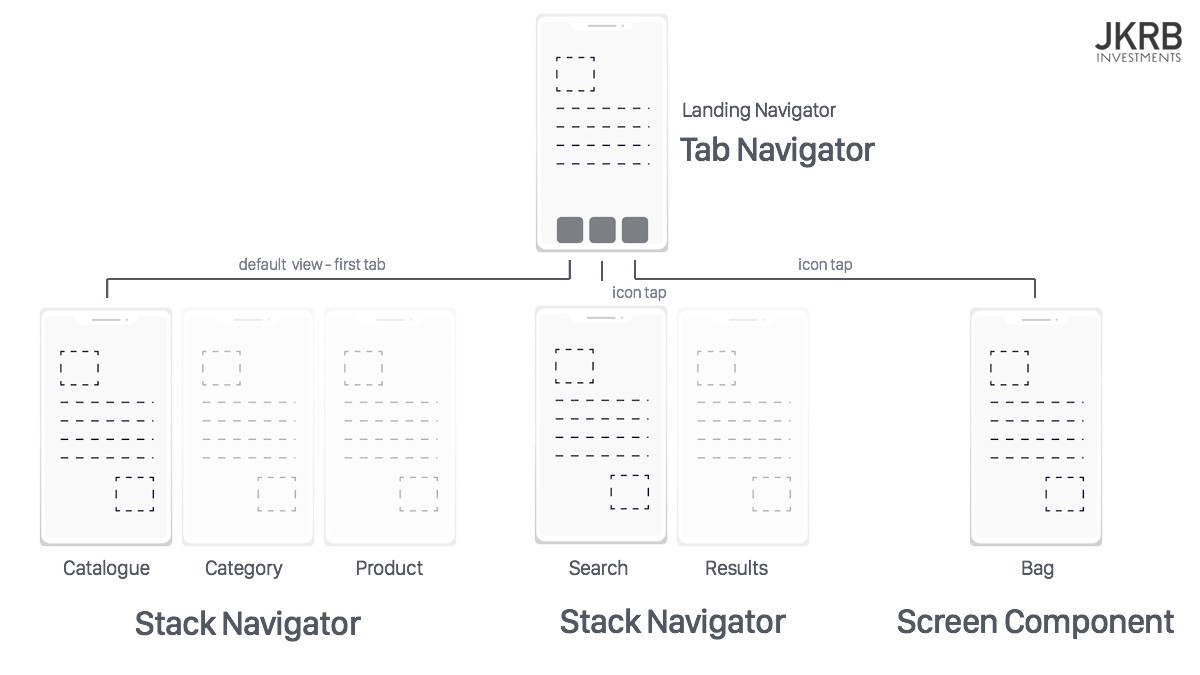 JKRB
INVESTMENTS
Landing Navigator
Tab Navigator
default view - first tab
icon tap
icon tap
Catalogue
Category
Product
Search
Results
Bag
Stack Navigator
Stack Navigator
Screen Component